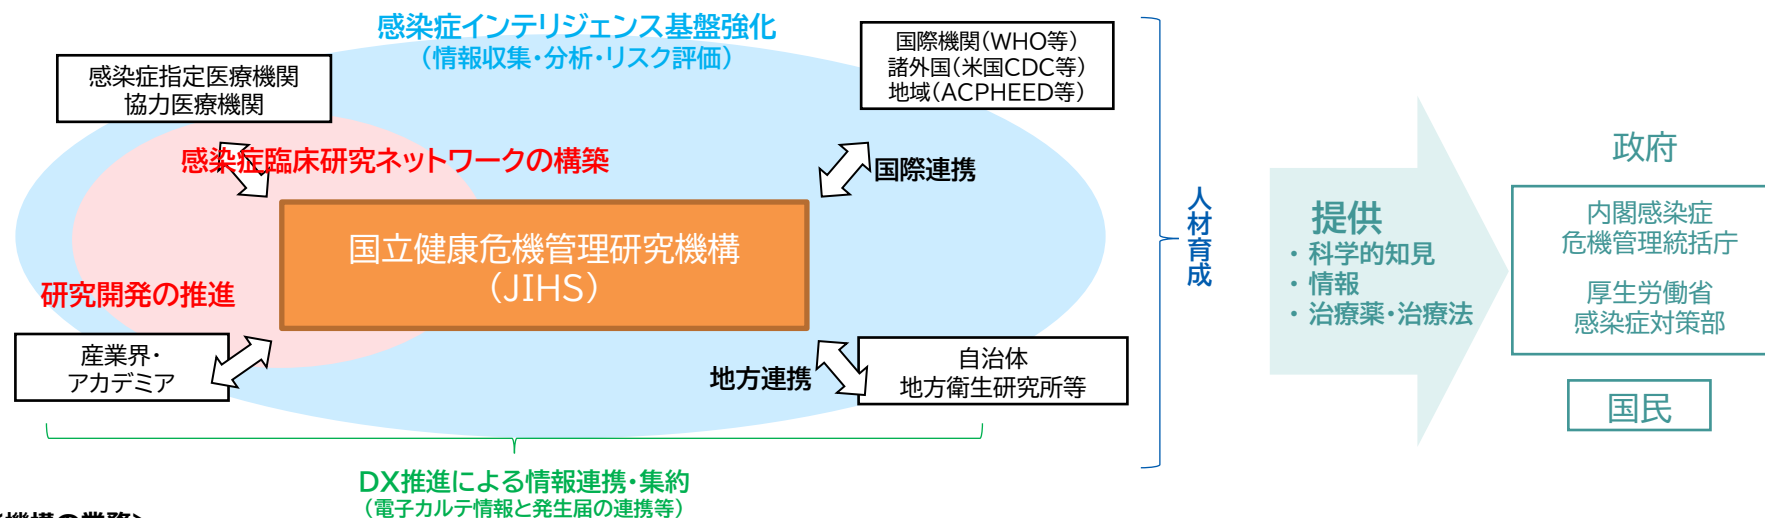 感染症インテリジェンス基盤強化
（情報収集・分析・リスク評価）
感染症指定医療機関
協力医療機関
国際機関（WHO等）
諸外国（米国CDC等）
地域（ACPHEED等）
感染症臨床研究ネットワークの構築
国際連携
国立健康危機管理研究機構
（JIHS）
研究開発の推進
産業界・
アカデミア
地方連携
自治体
地方衛生研究所等
DX推進による情報連携・集約
（電子カルテ情報と発生届の連携等）
人材育成
提供
・科学的知見
・情報
・治療薬・治療法
政府
内閣感染症
危機管理統括庁
厚生労働省
感染症対策部
国民
機構の業務＞